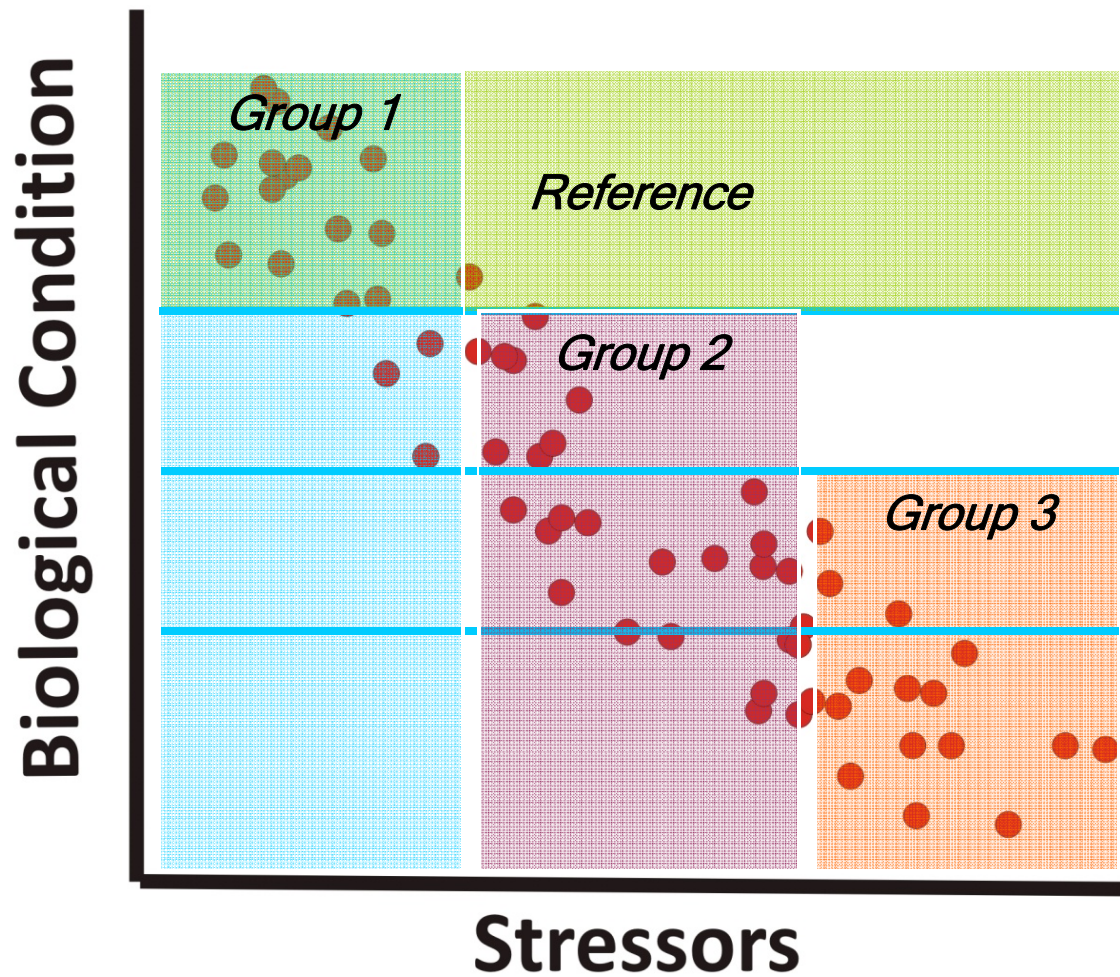 Biological Condition
Group 1
Reference
Group 2
Group 3
Stressors